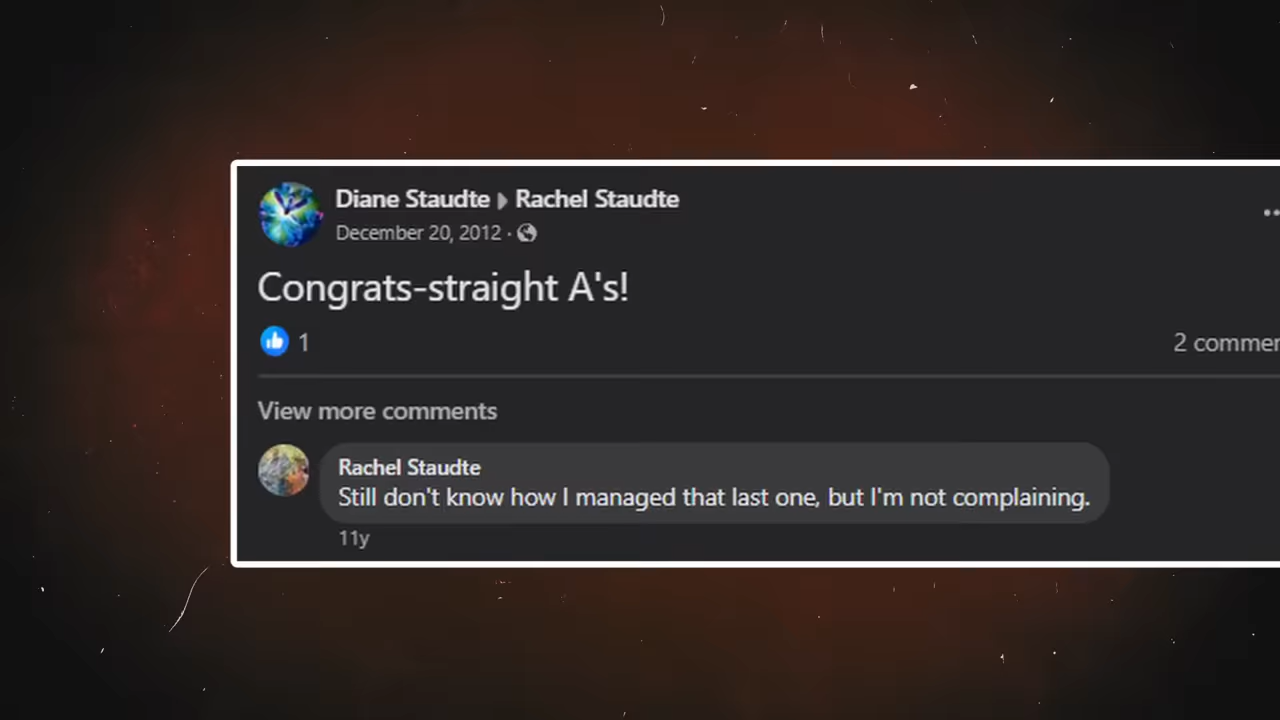 Diane Staudte Rachel Staudte
December 20, 2012 ·
Congrats-straight A's!
1
2 commen
View more comments
Rachel Staudte
Still don't know how I managed that last one, but I'm not complaining.
11y